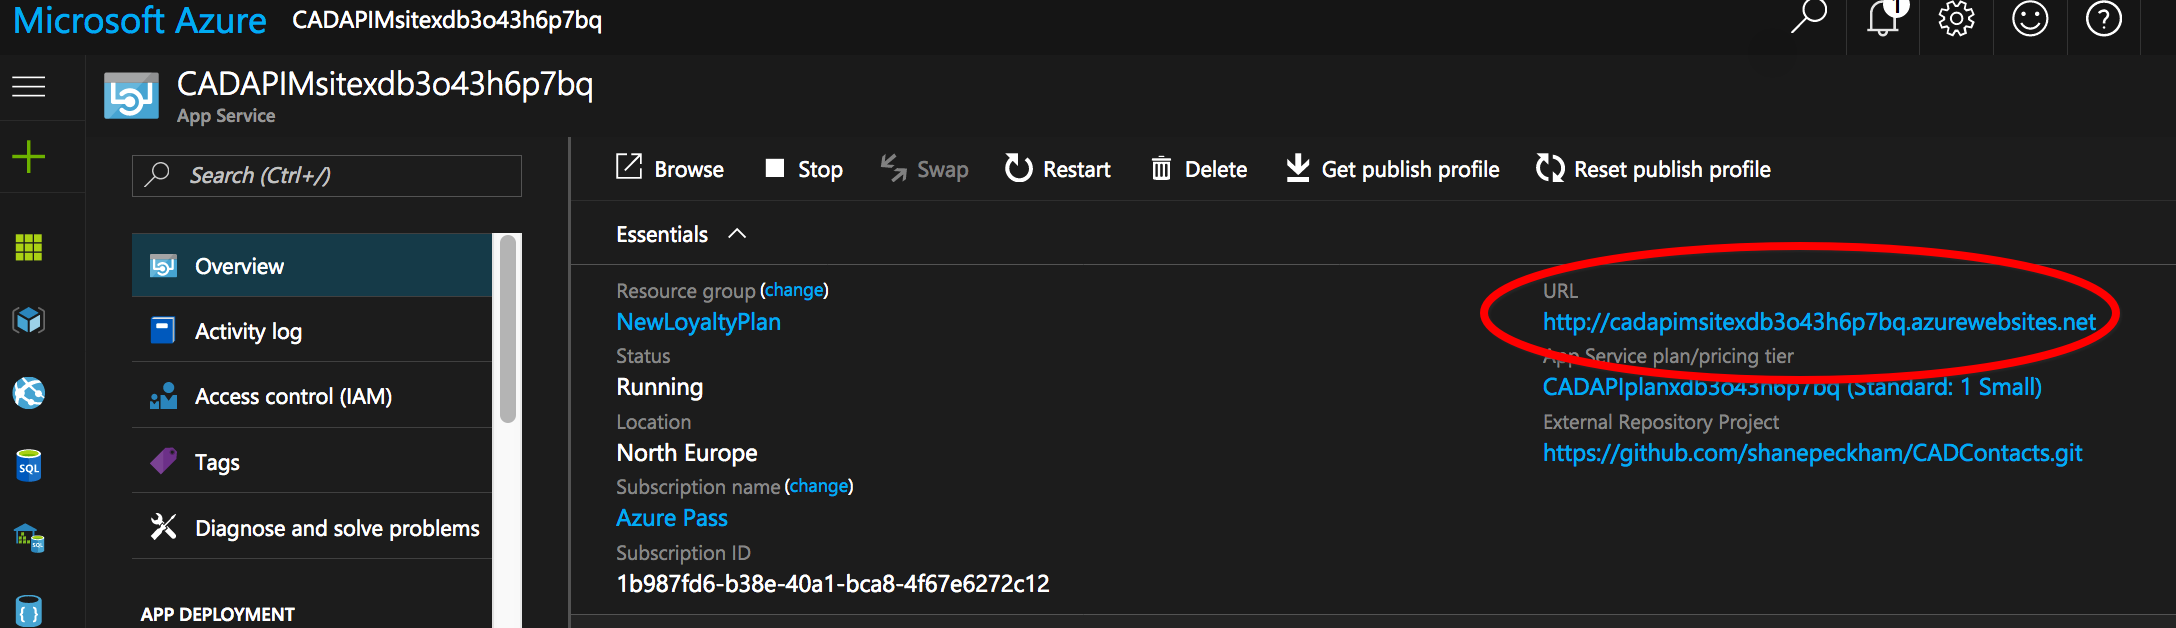 Microsoft Azure CADAPIMsitexdb3o43h6p7bq
1
CADAPIMsitexdb3o43h6p7bq
App Service
Search (Ctrl+/)
Browse Stop Swap Restart Delete Get publish profile Reset publish profile
Overview
Activity log
Access control (IAM)
Tags
Diagnose and solve problems
APP DEPLOYMENT
Essentials
Resource group (change)
NewLoyaltyPlan
Status
Running
Location
North Europe
Subscription name (change)
Azure Pass
Subscription ID
1b987fd6-b38e-40a1-bca8-4f67e6272c12
URL
http://cadapimsitexdb3o43h6p7bq.azurewebsites.net
App Service plan/pricing tier
CADAPIplanxdb3o43h6p7bq (Standard: 1 Small)
External Repository Project
https://github.com/shanepeckham/CADContacts.git
SQL
SQL